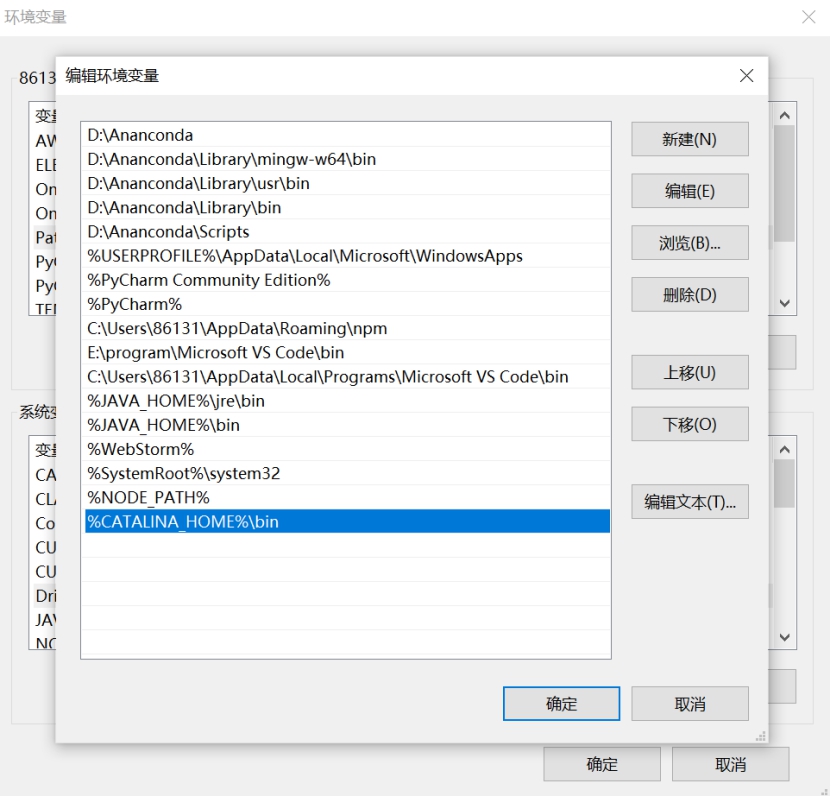 环境变量
编辑环境变量
8613
变量
AW
ELE
On
On
Pat
Py
Py
TEM
D:\Ananconda
D:\Ananconda\Library\mingw-w64\bin
D:\Ananconda\Library\usr\bin
D:\Ananconda\Library\bin
D:\Ananconda\Scripts
%USERPROFILE%\AppData\Local\Microsoft\WindowsApps
%PyCharm Community Edition%
%PyCharm%
C:\Users\86131\AppData\Roaming\npm
E:\program\Microsoft VS Code\bin
C:\Users\86131\AppData\Local\Programs\Microsoft VS Code\bin
%JAVA_HOME%\jre\bin
%JAVA_HOME%\bin
%WebStorm%
%SystemRoot%\system32
%NODE_PATH%
%CATALINA_HOME%\bin
新建(N)
编辑(E)
浏览(B)...
删除(D)
上移(U)
下移(O)
编辑文本(T)...
系统变
变量
CA
CL
Co
CU
CU
Dri
JAV
NO
确定
取消
确定
取消